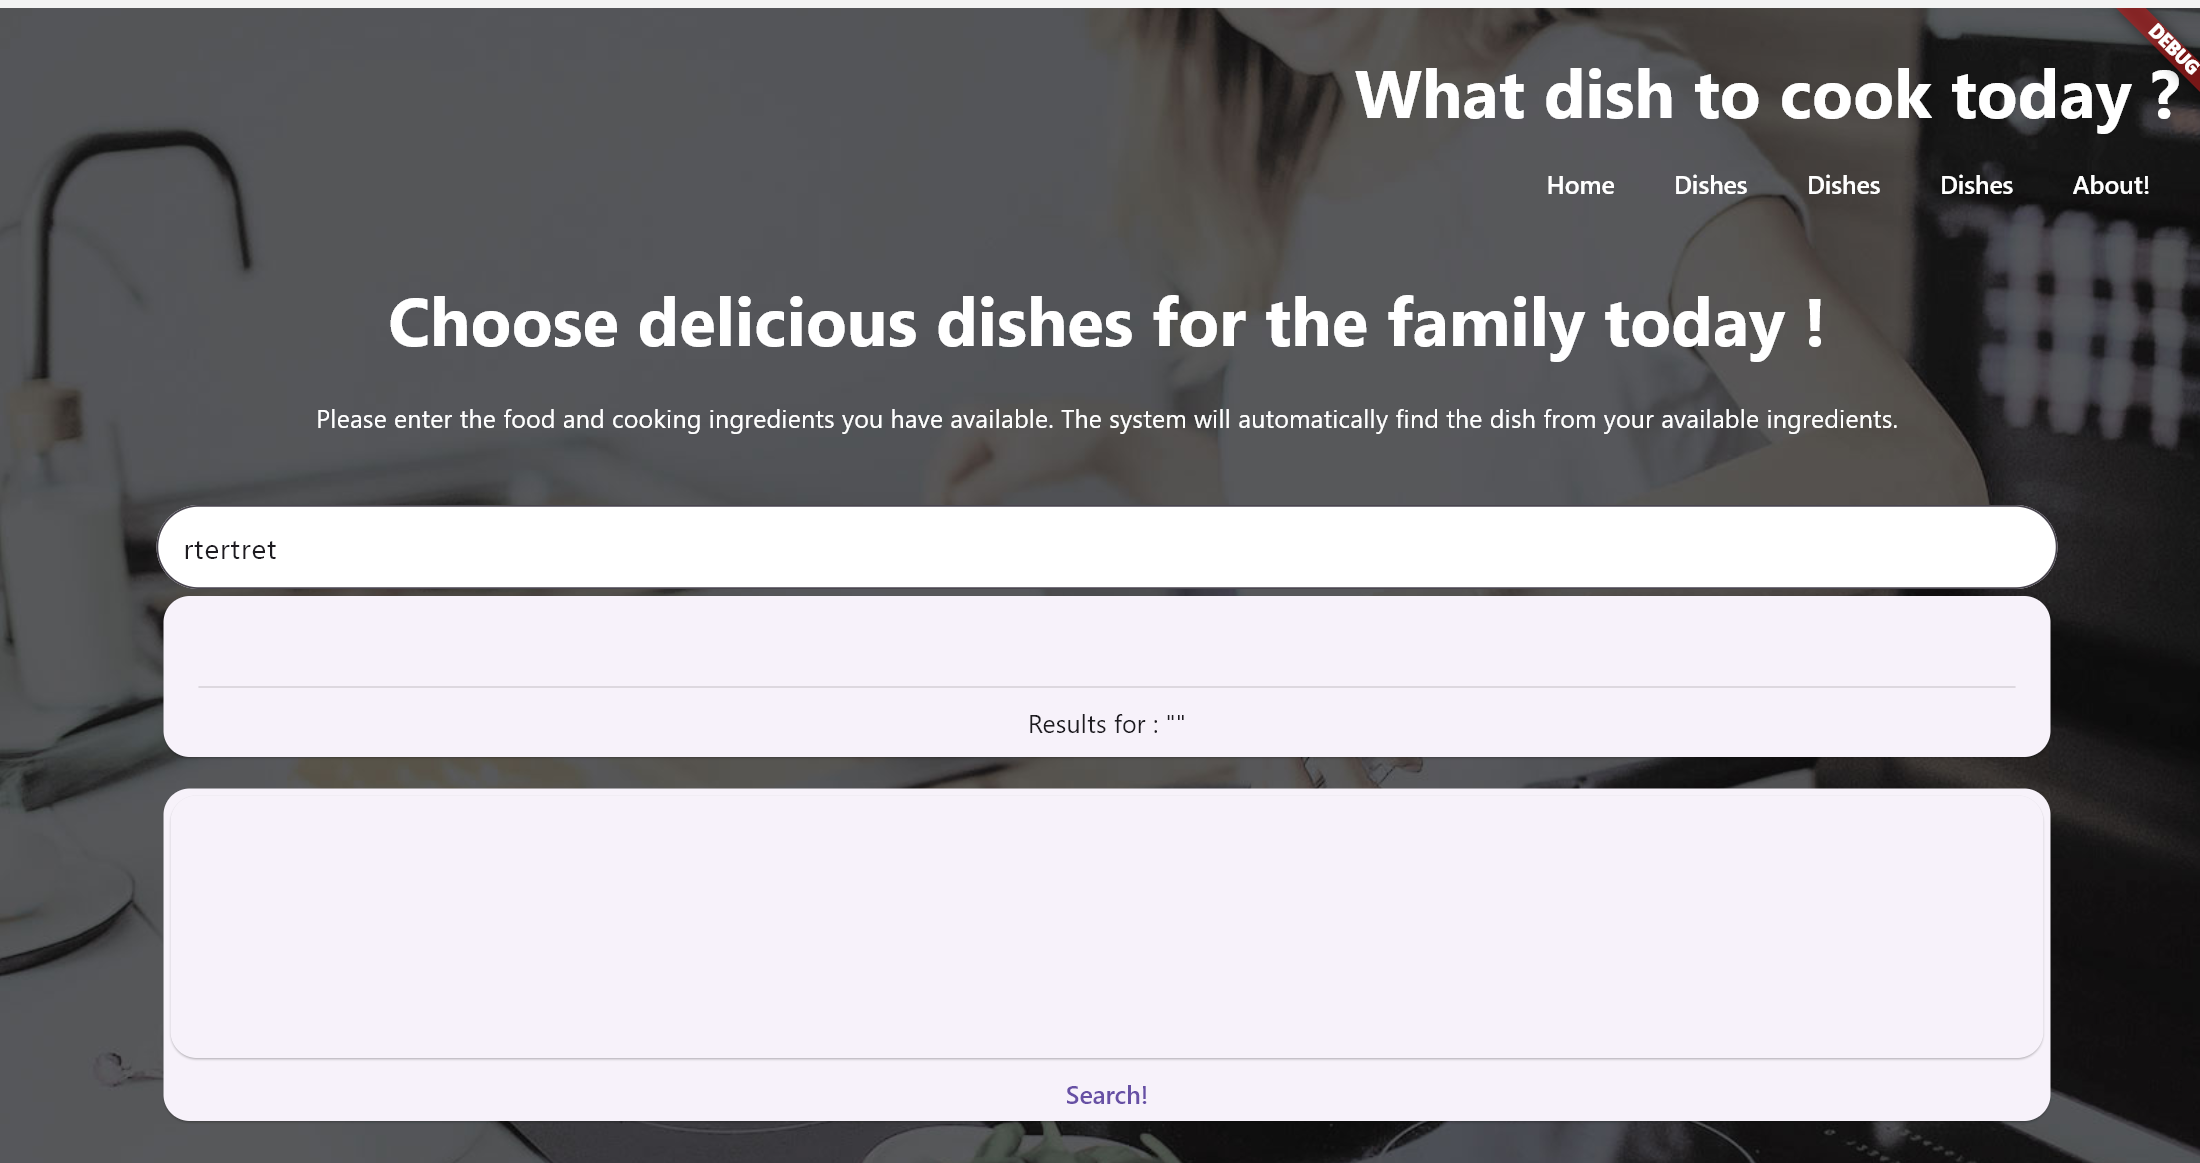 DEBUG
What dish to cook today ?
Home Dishes Dishes Dishes About!
Choose delicious dishes for the family today !
Please enter the food and cooking ingredients you have available. The system will automatically find the dish from your available ingredients.
rtertret
Results for : ""
Search!